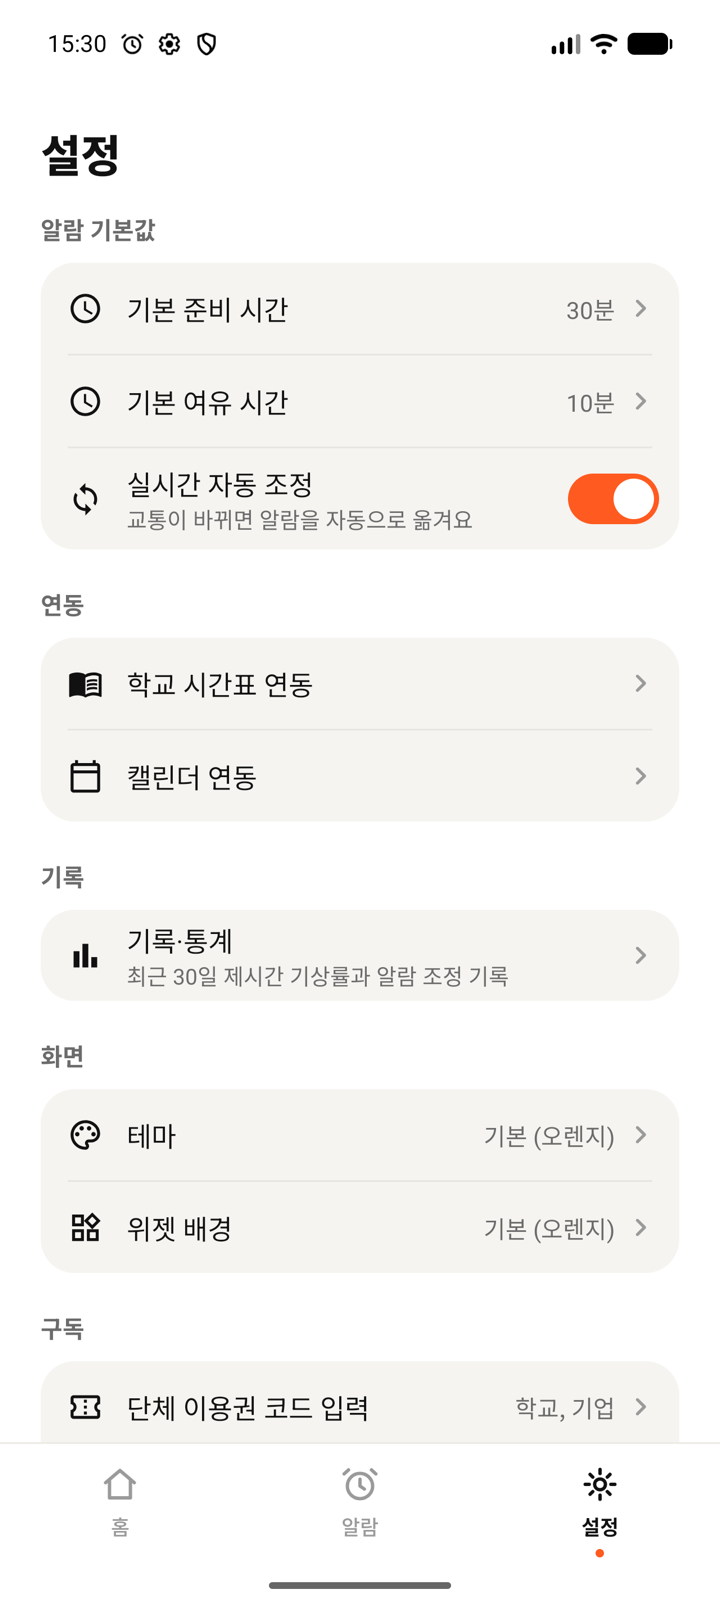 15:30
설정
알람 기본값
기본 준비 시간 30분
기본 여유 시간 10분
실시간 자동 조정
교통이 바뀌면 알람을 자동으로 옮겨요
연동
학교 시간표 연동
캘린더 연동
기록
기록·통계
최근 30일 제시간 기상률과 알람 조정 기록
화면
테마 기본 (오렌지)
위젯 배경 기본 (오렌지)
구독
단체 이용권 코드 입력 학교, 기업
홈 알람 설정